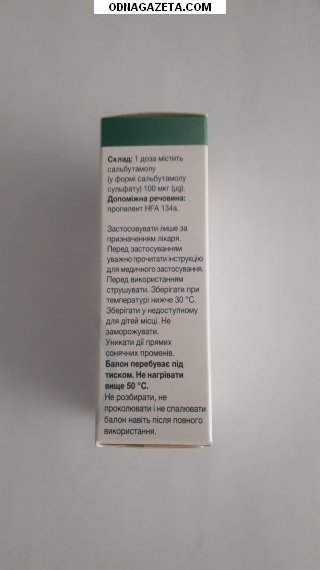 ODNAGAZETA.COM
Склад: 1 доза містить
сальбутамолу
(у формі сальбутамолу
сульфату) 100 мкг (µg).
Допоміжна речовина:
пропелент HFA 134a.
Застосовувати лише за
призначенням лікаря.
Перед застосуванням
уважно прочитати інструкцію
для медичного застосування.
Перед використанням
струшувати. Зберігати при
температурі нижче 30 °C.
Зберігати у недоступному
для дітей місці. Не
заморожувати.
Уникати дії прямих
сонячних променів.
Балон перебуває під
тиском. Не нагрівати
вище 50 °C.
Не розбирати, не
проколювати і не спалювати
балон навіть після повного
використання.